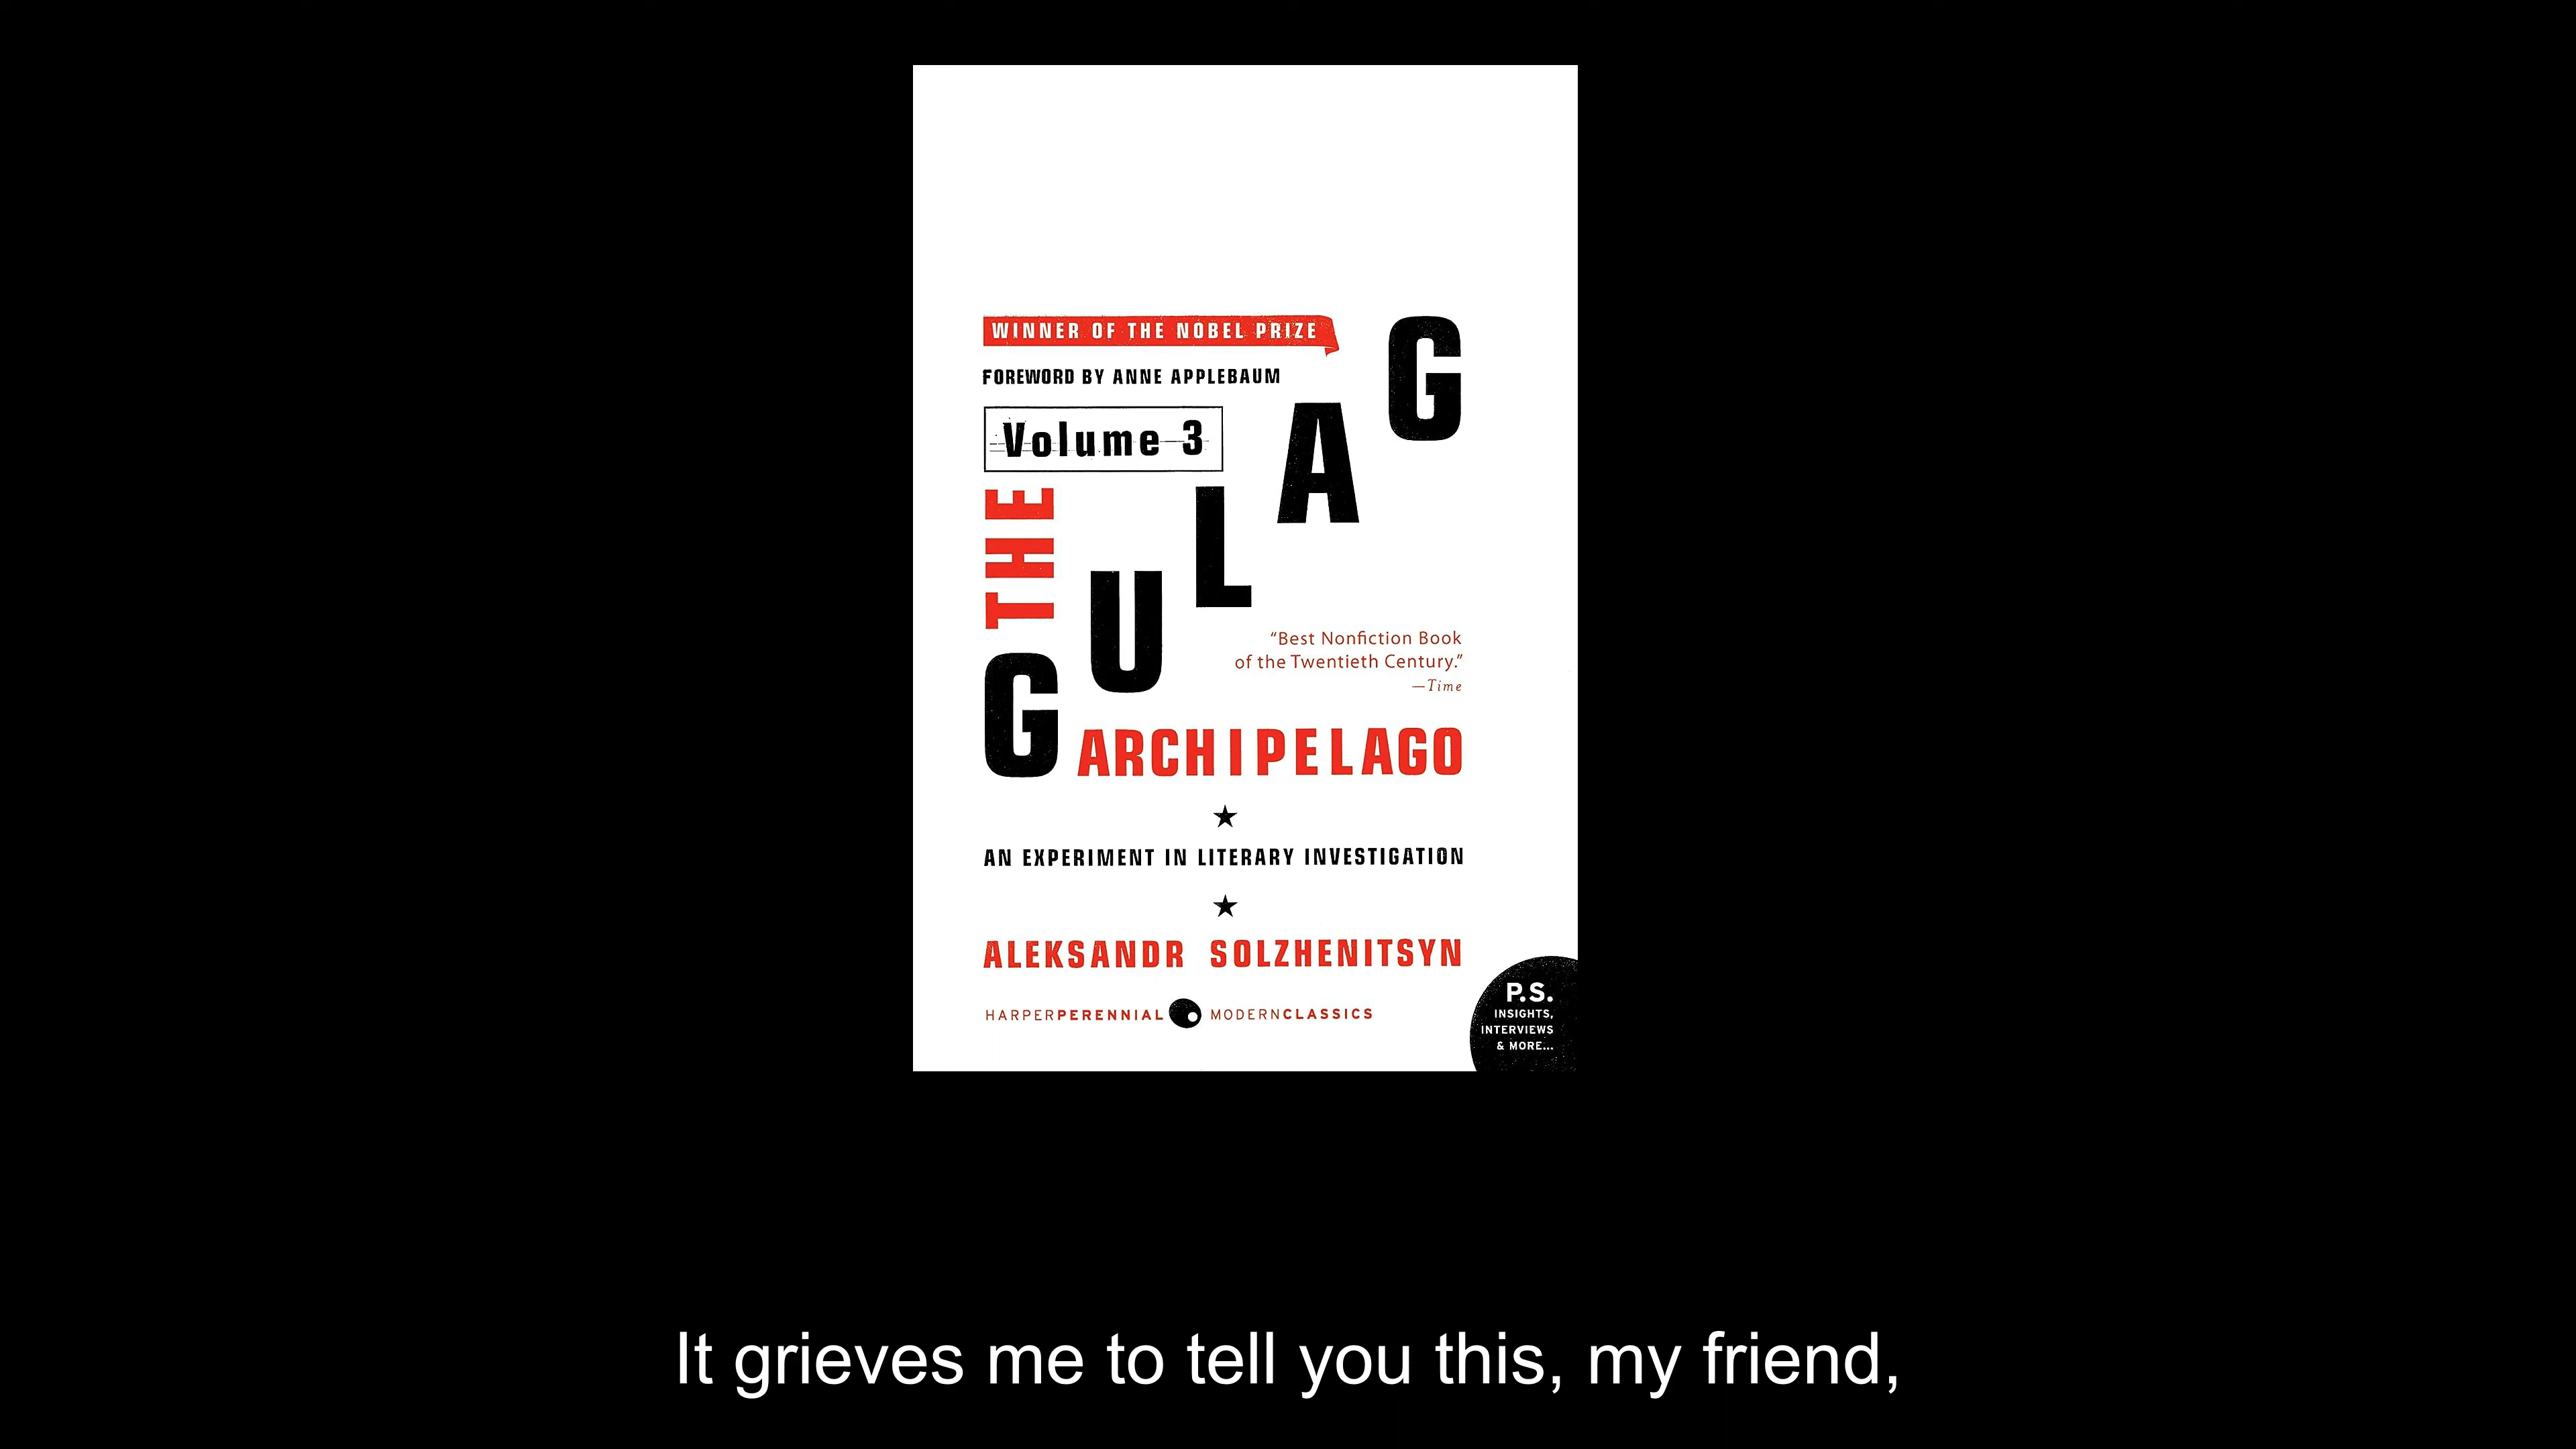 WINNER OF THE NOBEL PRIZE
FOREWORD BY ANNE APPLEBAUM
Volume 3
THE
GULAG
"Best Nonfiction Book
of the Twentieth Century."
—Time
ARCHIPELAGO
AN EXPERIMENT IN LITERARY INVESTIGATION
ALEKSANDR SOLZHENITSYN
HARPERPERENNIAL MODERNCLASSICS
P.S.
INSIGHTS,
INTERVIEWS
& MORE...
It grieves me to tell you this, my friend,